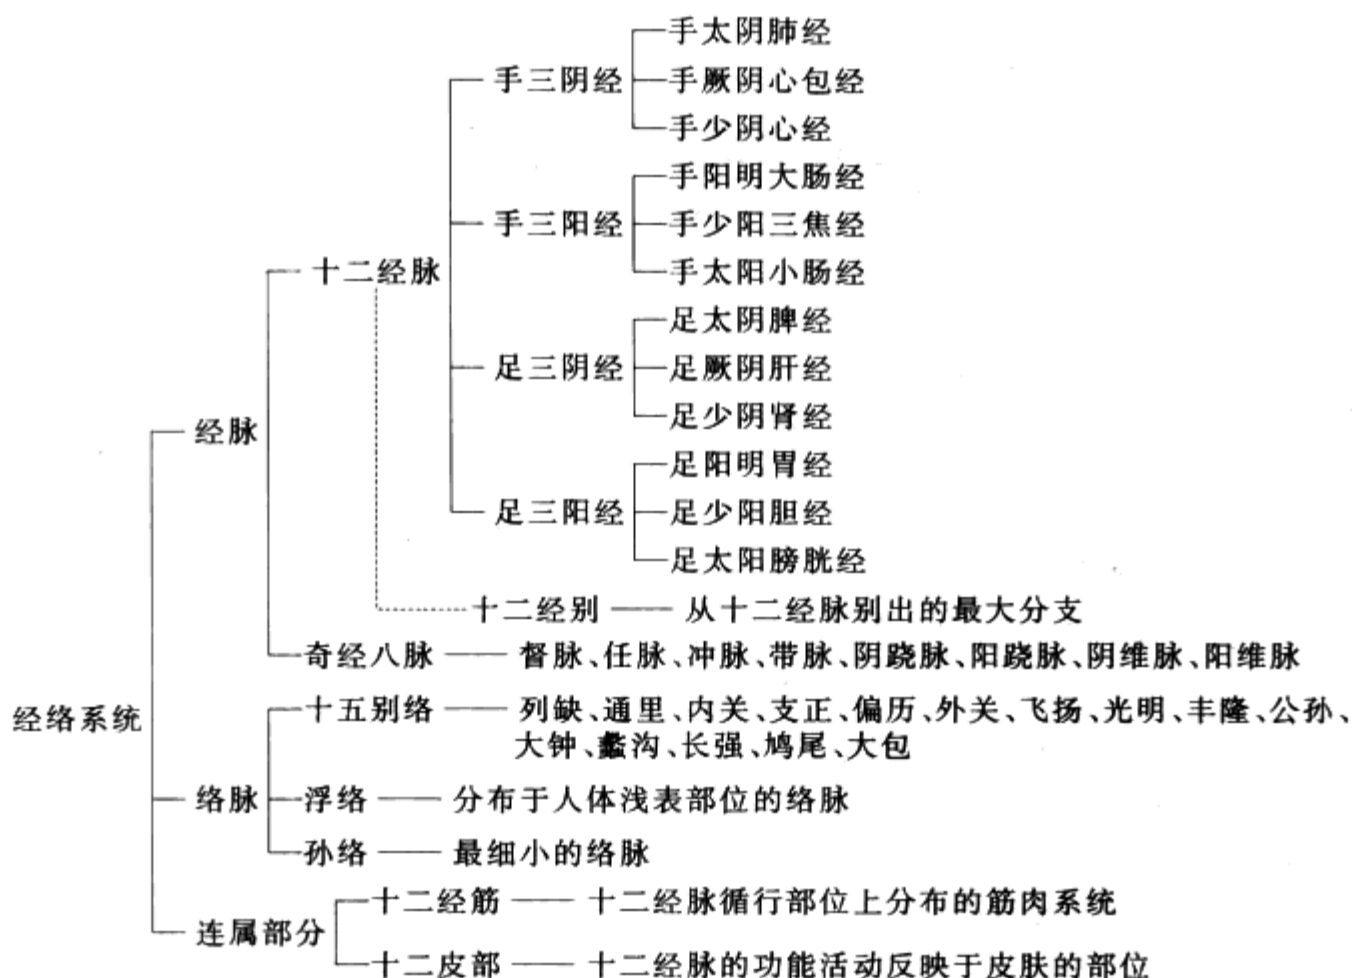 手太阴肺经
手三阴经
手厥阴心包经
手少阴心经
手阳明大肠经
手三阳经
手少阳三焦经
十二经脉
手太阳小肠经
足太阴脾经
足三阴经
足厥阴肝经
经脉
足少阴肾经
足阳明胃经
足三阳经
足少阳胆经
足太阳膀胱经
十二经别 —— 从十二经脉别出的最大分支
奇经八脉 —— 督脉、任脉、冲脉、带脉、阴跷脉、阳跷脉、阴维脉、阳维脉
经络系统
十五别络 —— 列缺、通里、内关、支正、偏历、外关、飞扬、光明、丰隆、公孙、
大钟、蠡沟、长强、鸠尾、大包
络脉
浮络 —— 分布于人体浅表部位的络脉
孙络 —— 最细小的络脉
连属部分
十二经筋 —— 十二经脉循行部位上分布的筋肉系统
十二皮部 —— 十二经脉的功能活动反映于皮肤的部位